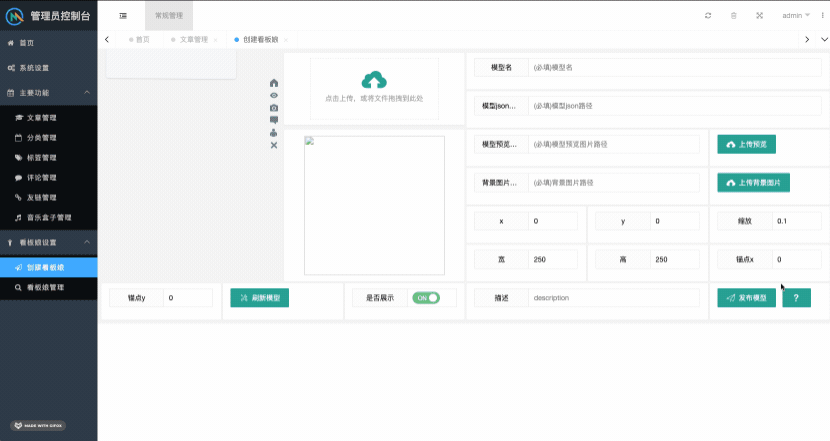 管理员控制台
常规管理
admin
首页
文章管理
创建看板娘
首页
系统设置
主要功能
文章管理
分类管理
标签管理
评论管理
友链管理
音乐盒子管理
看板娘设置
创建看板娘
看板娘管理
点击上传，或将文件拖拽到此处
模型名
(必填)模型名
模型json...
(必填)模型json路径
模型预览...
(必填)模型预览图片路径
上传预览
背景图片...
(必填)背景图片路径
上传背景图片
x
0
y
0
缩放
0.1
宽
250
高
250
锚点x
0
锚点y
0
刷新模型
是否展示
ON
描述
description
发布模型
?
MADE WITH GIFOX